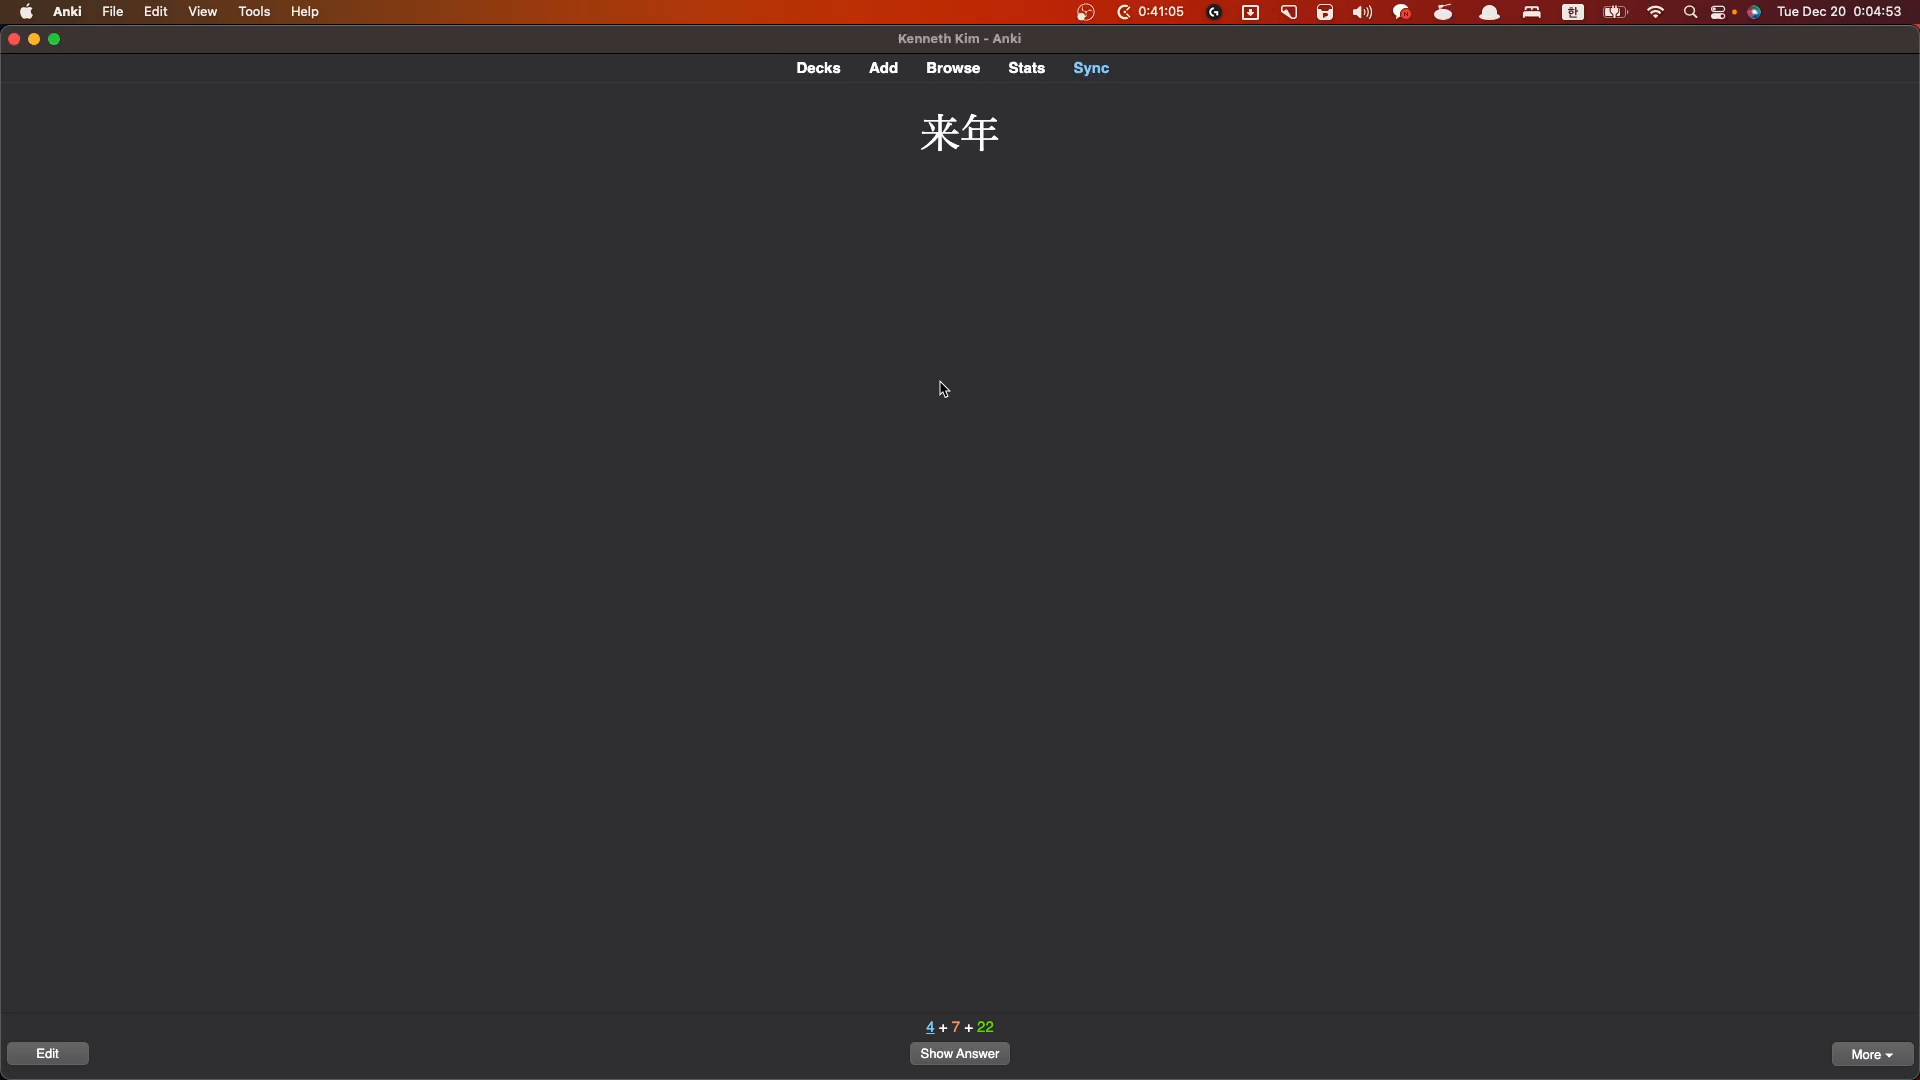 Anki File Edit View Tools Help 0:41:05 한 Tue Dec 20 0:04:53
Kenneth Kim - Anki
Decks Add Browse Stats Sync
来年
4 + 7 + 22
Edit Show Answer More